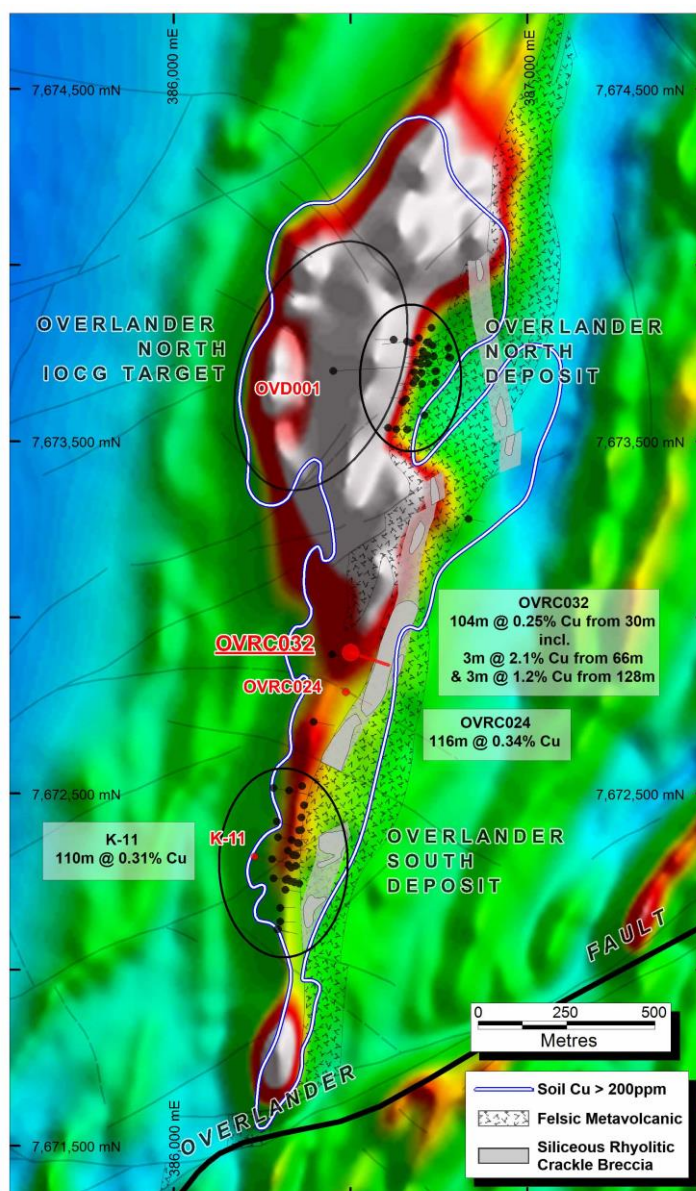 386,000 mE
387,000 mE
7,674,500 mN
7,674,500 mN
OVERLANDER
NORTH
IOCG TARGET
OVERLANDER
NORTH
DEPOSIT
OVD001
7,673,500 mN
7,673,500 mN
OVRC032
104m @ 0.25% Cu from 30m
incl.
3m @ 2.1% Cu from 66m
& 3m @ 1.2% Cu from 128m
OVRC032
OVRC024
OVRC024
116m @ 0.34% Cu
7,672,500 mN
7,672,500 mN
K-11
110m @ 0.31% Cu
K-11
OVERLANDER
SOUTH
DEPOSIT
OVERLANDER
FAULT
0 250 500
Metres
Soil Cu > 200ppm
Felsic Metavolcanic
Siliceous Rhyolitic
Crackle Breccia
7,671,500 mN
386,000 mE